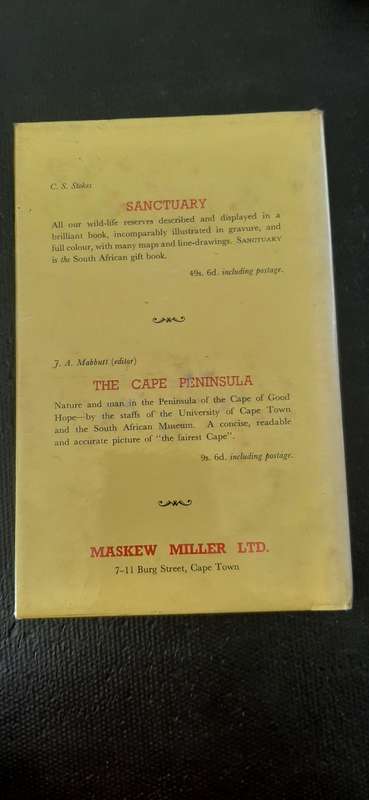 C. S. Stokes
SANCTUARY
All our wild-life reserves described and displayed in a
brilliant book, incomparably illustrated in gravure, and
full colour, with many maps and line-drawings. SANCTUARY
is the South African gift book.
49s. 6d. including postage.
J. A. Mabbutt (editor)
THE CAPE PENINSULA
Nature and man in the Peninsula of the Cape of Good
Hope—by the staffs of the University of Cape Town
and the South African Museum. A concise, readable
and accurate picture of "the fairest Cape".
9s. 6d. including postage.
MASKEW MILLER LTD.
7–11 Burg Street, Cape Town